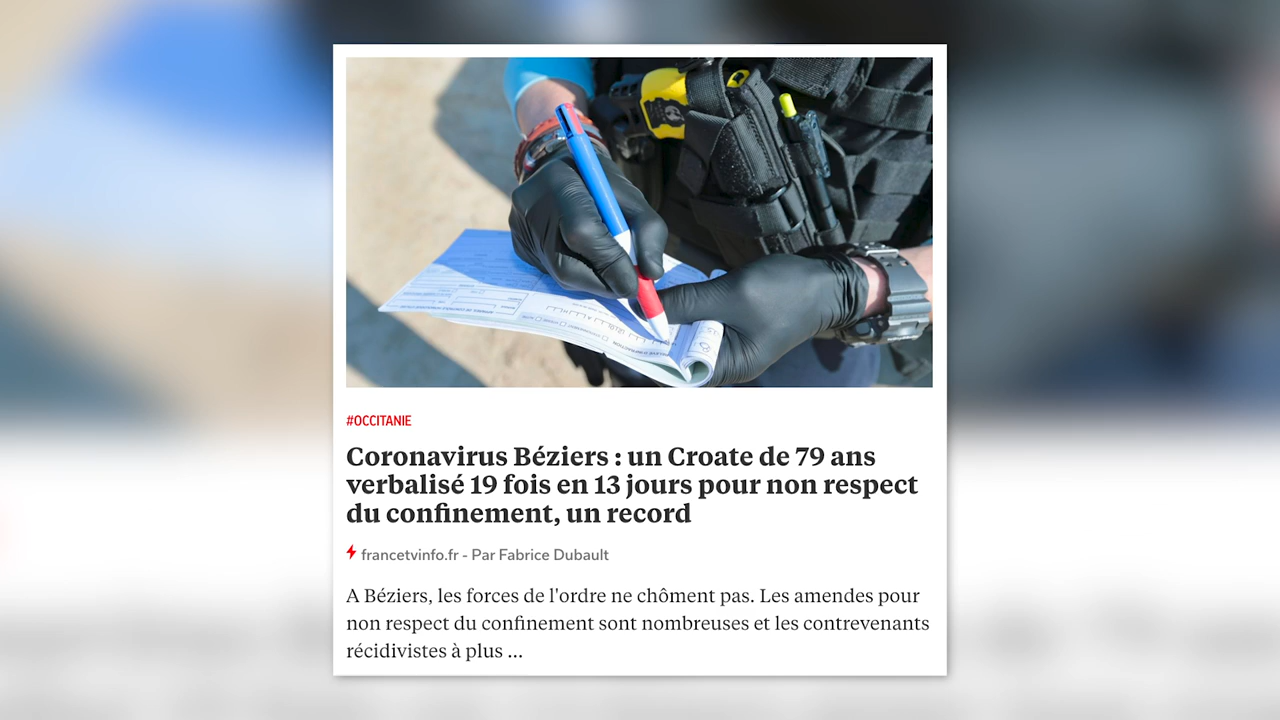 #OCCITANIE
Coronavirus Béziers : un Croate de 79 ans
verbalisé 19 fois en 13 jours pour non respect
du confinement, un record
francetvinfo.fr - Par Fabrice Dubault
A Béziers, les forces de l'ordre ne chôment pas. Les amendes pour
non respect du confinement sont nombreuses et les contrevenants
récidivistes à plus ...